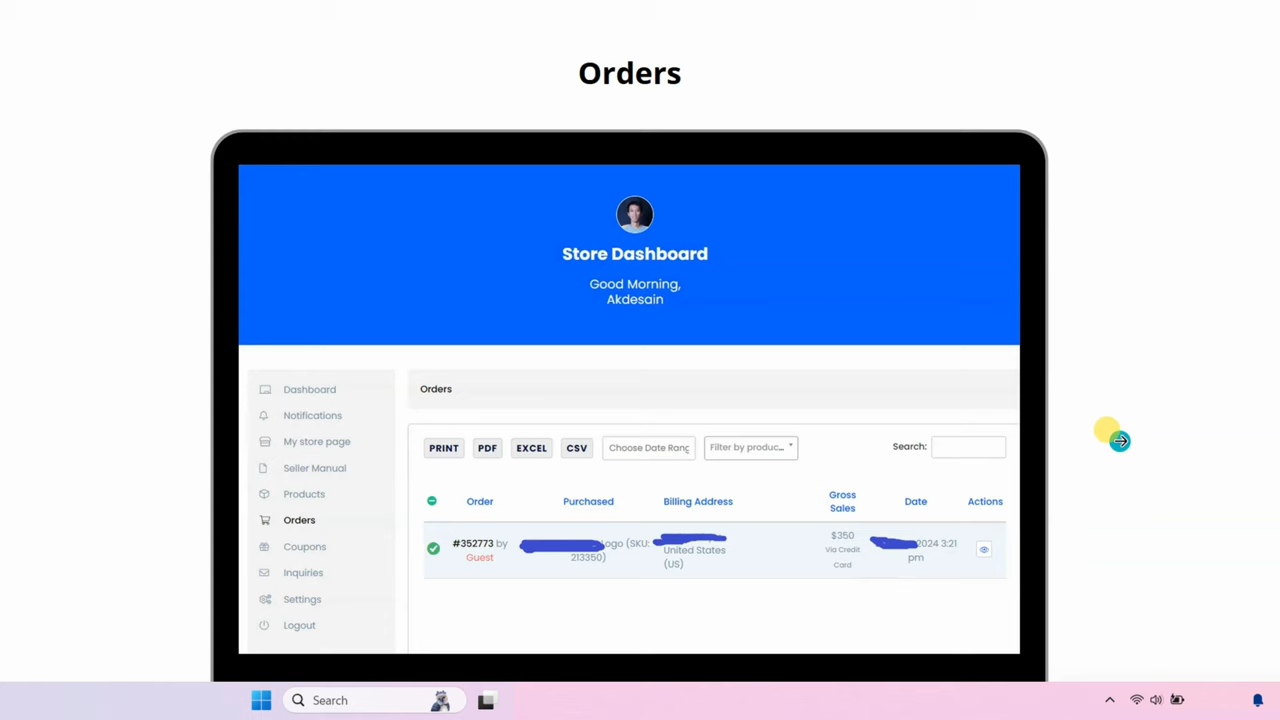 Orders
Store Dashboard
Good Morning,
Akdesain
Dashboard
Notifications
My store page
Seller Manual
Products
Orders
Coupons
Inquiries
Settings
Logout
Orders
PRINT
PDF
EXCEL
CSV
Choose Date Rang
Filter by produc...
Search:
Order
Purchased
Billing Address
Gross
Sales
Date
Actions
#352773 by
Guest
Logo (SKU:
213350)
United States
(US)
$350
Via Credit
Card
2024 3:21
pm
Search